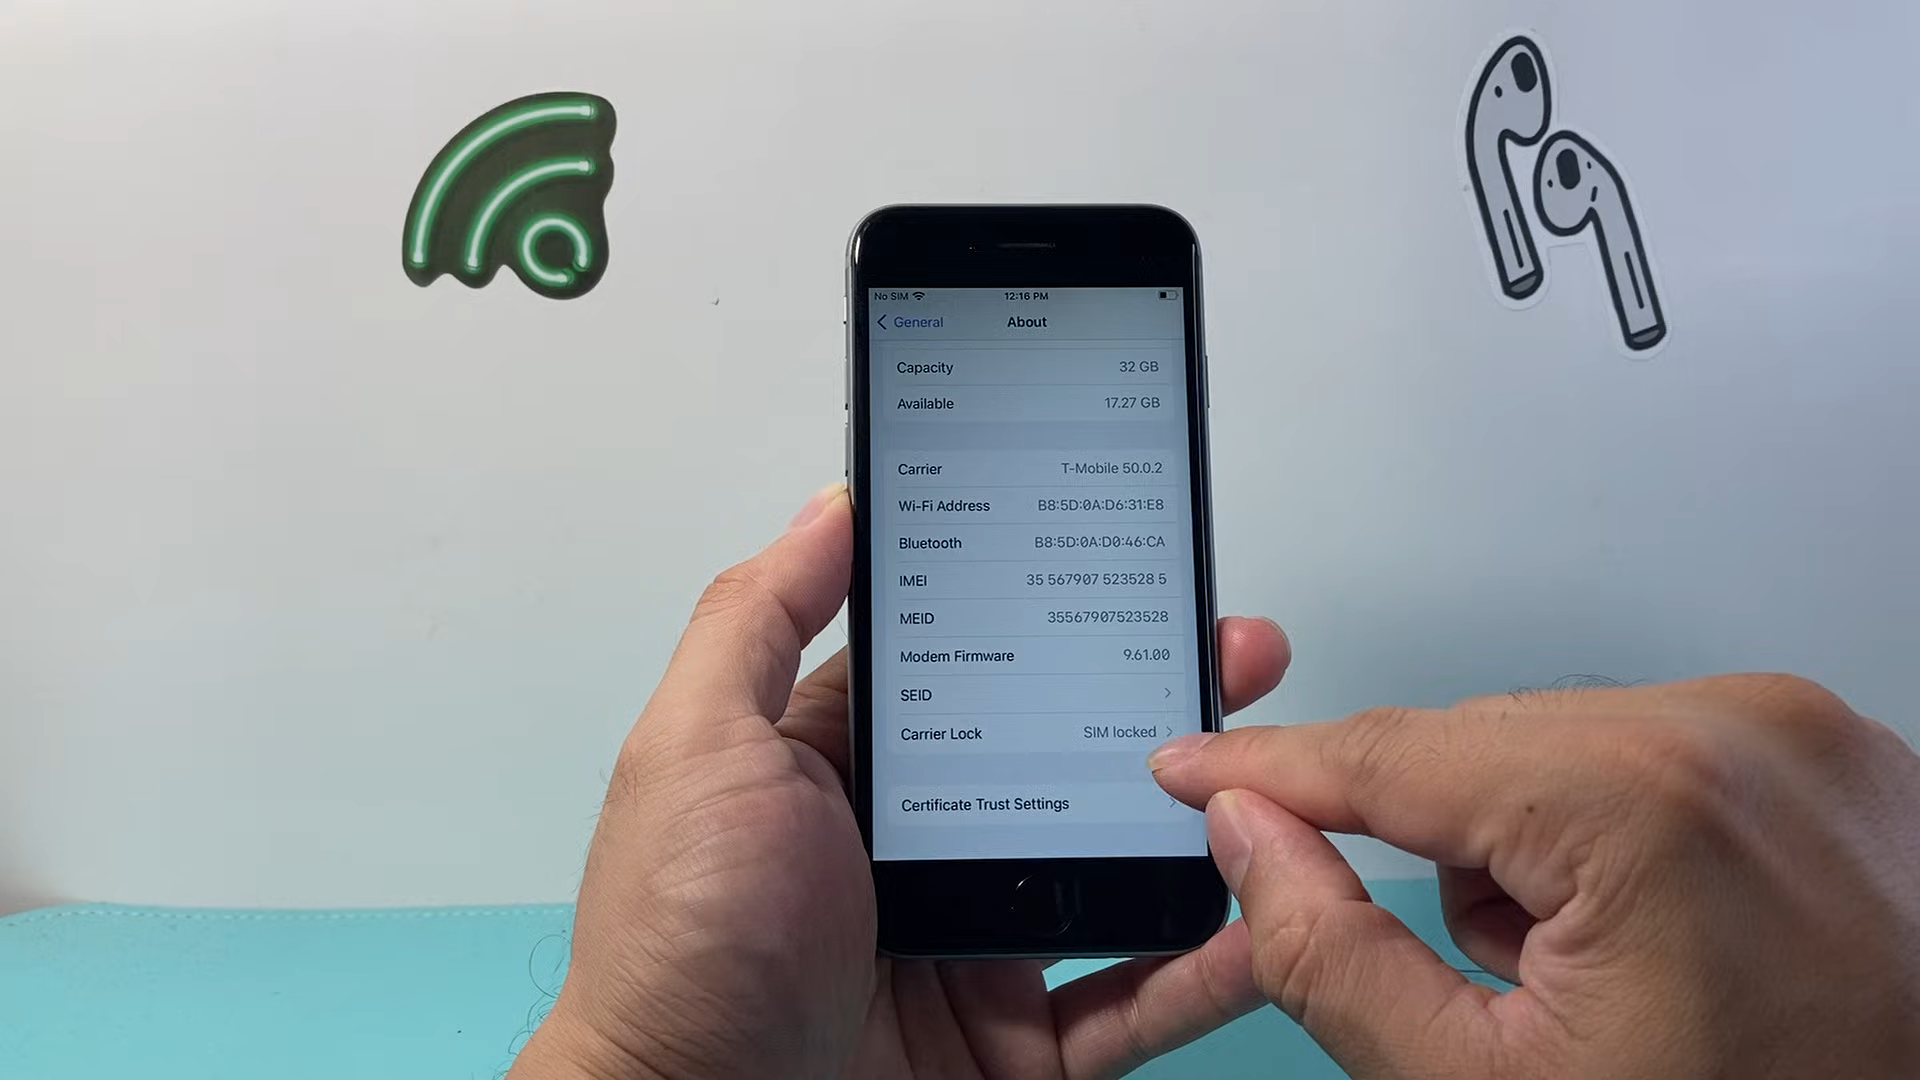 No SIM 12:16 PM
General About
Capacity 32 GB
Available 17.27 GB
Carrier T-Mobile 50.0.2
Wi-Fi Address B8:5D:0A:D6:31:E8
Bluetooth B8:5D:0A:D0:46:CA
IMEI 35 567907 523528 5
MEID 35567907523528
Modem Firmware 9.61.00
SEID
Carrier Lock SIM locked
Certificate Trust Settings